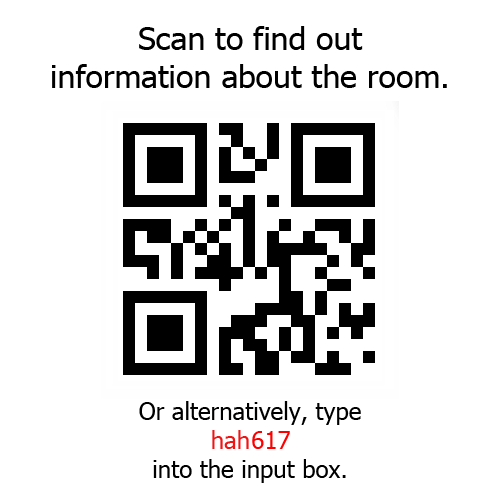 Scan to find out
information about the room.
Or alternatively, type
hah617
into the input box.